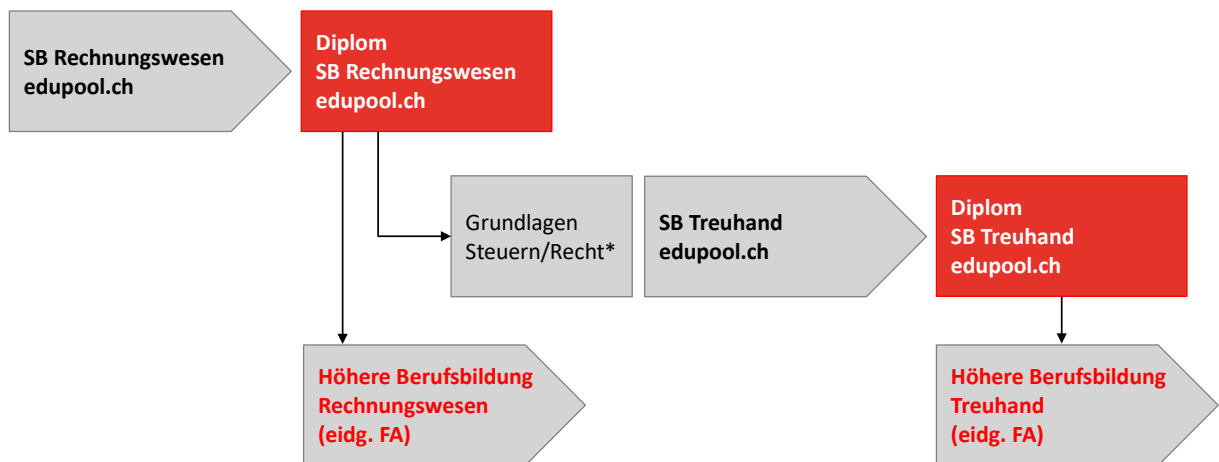 SB Rechnungswesen
edupool.ch
Diplom
SB Rechnungswesen
edupool.ch
Grundlagen
Steuern/Recht*
SB Treuhand
edupool.ch
Diplom
SB Treuhand
edupool.ch
Höhere Berufsbildung
Rechnungswesen
(eidg. FA)
Höhere Berufsbildung
Treuhand
(eidg. FA)